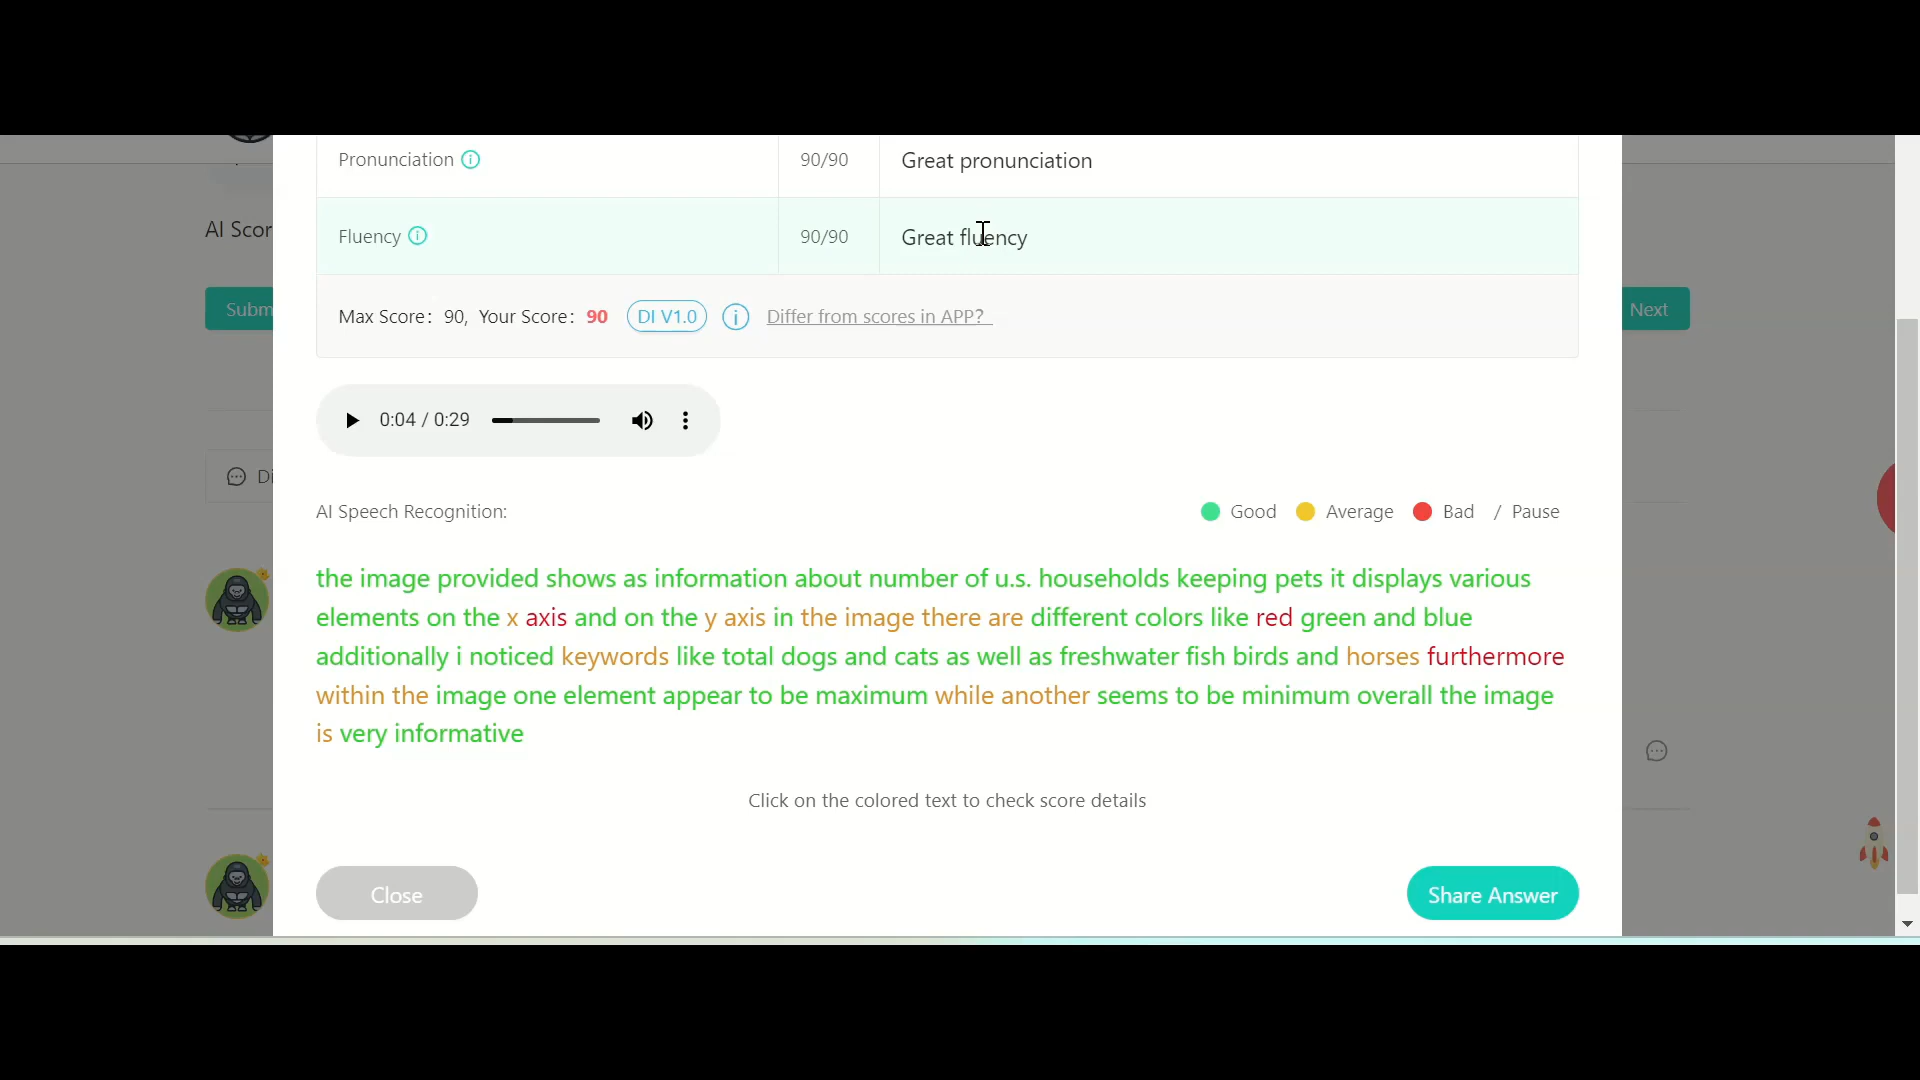 Pronunciation 90/90 Great pronunciation
AI Scor
Fluency 90/90 Great fluency
Subm
Max Score: 90, Your Score: 90 DI V1.0 Differ from scores in APP?
Next
0:04 / 0:29
Di
AI Speech Recognition: Good Average Bad / Pause
the image provided shows as information about number of u.s. households keeping pets it displays various
elements on the x axis and on the y axis in the image there are different colors like red green and blue
additionally i noticed keywords like total dogs and cats as well as freshwater fish birds and horses furthermore
within the image one element appear to be maximum while another seems to be minimum overall the image
is very informative
Click on the colored text to check score details
Close Share Answer